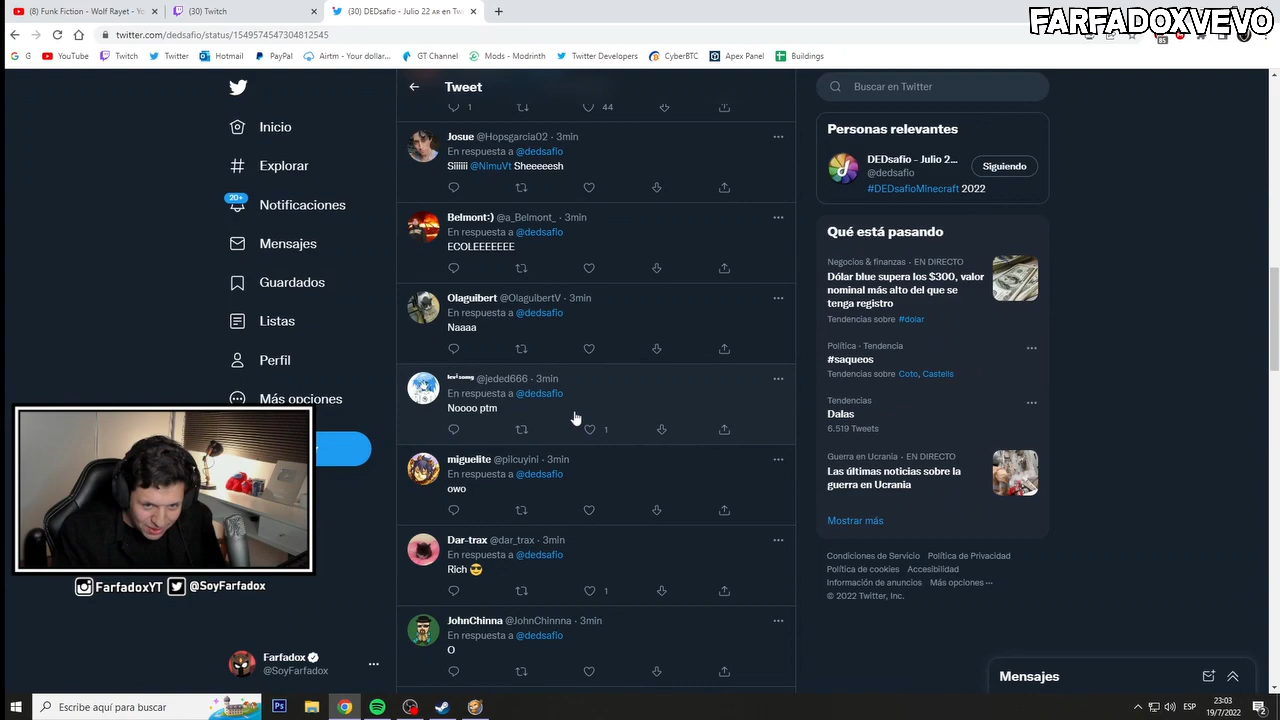 (8) Funk Fiction - Wolf Rayet - Yo
(30) Twitch
(30) DEDsafio - Julio 22 AR en Tw
FARFADOXVEVO
twitter.com/dedsafio/status/1549574547304812545
G
YouTube
Twitch
Twitter
Hotmail
PayPal
Airtm - Your dollar...
GT Channel
Mods - Modrinth
Twitter Developers
CyberBTC
Apex Panel
Buildings
Inicio
Explorar
20+
Notificaciones
Mensajes
Guardados
Listas
Perfil
Más opciones
FarfadoxYT
@SoyFarfadox
Farfadox
@SoyFarfadox
Tweet
1
44
Josue @Hopsgarcia02 · 3min
En respuesta a @dedsafio
Siiiiii @NimuVt Sheeeeesh
Belmont:) @a_Belmont_ · 3min
En respuesta a @dedsafio
ECOLEEEEEEE
Olaguibert @OlaguibertV · 3min
En respuesta a @dedsafio
Naaaa
@jeded666 · 3min
En respuesta a @dedsafio
Noooo ptm
1
miguelite @pilcuyini · 3min
En respuesta a @dedsafio
owo
Dar-trax @dar_trax · 3min
En respuesta a @dedsafio
Rich 😎
1
JohnChinna @JohnChinnna · 3min
En respuesta a @dedsafio
O
Buscar en Twitter
Personas relevantes
DEDsafio - Julio 2...
@dedsafio
Siguiendo
#DEDsafioMinecraft 2022
Qué está pasando
Negocios & finanzas · EN DIRECTO
Dólar blue supera los $300, valor
nominal más alto del que se
tenga registro
Tendencias sobre #dolar
Política · Tendencia
#saqueos
Tendencias sobre Coto, Castells
Tendencias
Dalas
6.519 Tweets
Guerra en Ucrania · EN DIRECTO
Las últimas noticias sobre la
guerra en Ucrania
Mostrar más
Condiciones de Servicio Política de Privacidad
Política de cookies Accesibilidad
Información de anuncios Más opciones ···
© 2022 Twitter, Inc.
Mensajes
Escribe aquí para buscar
ESP
23:03
19/7/2022
2